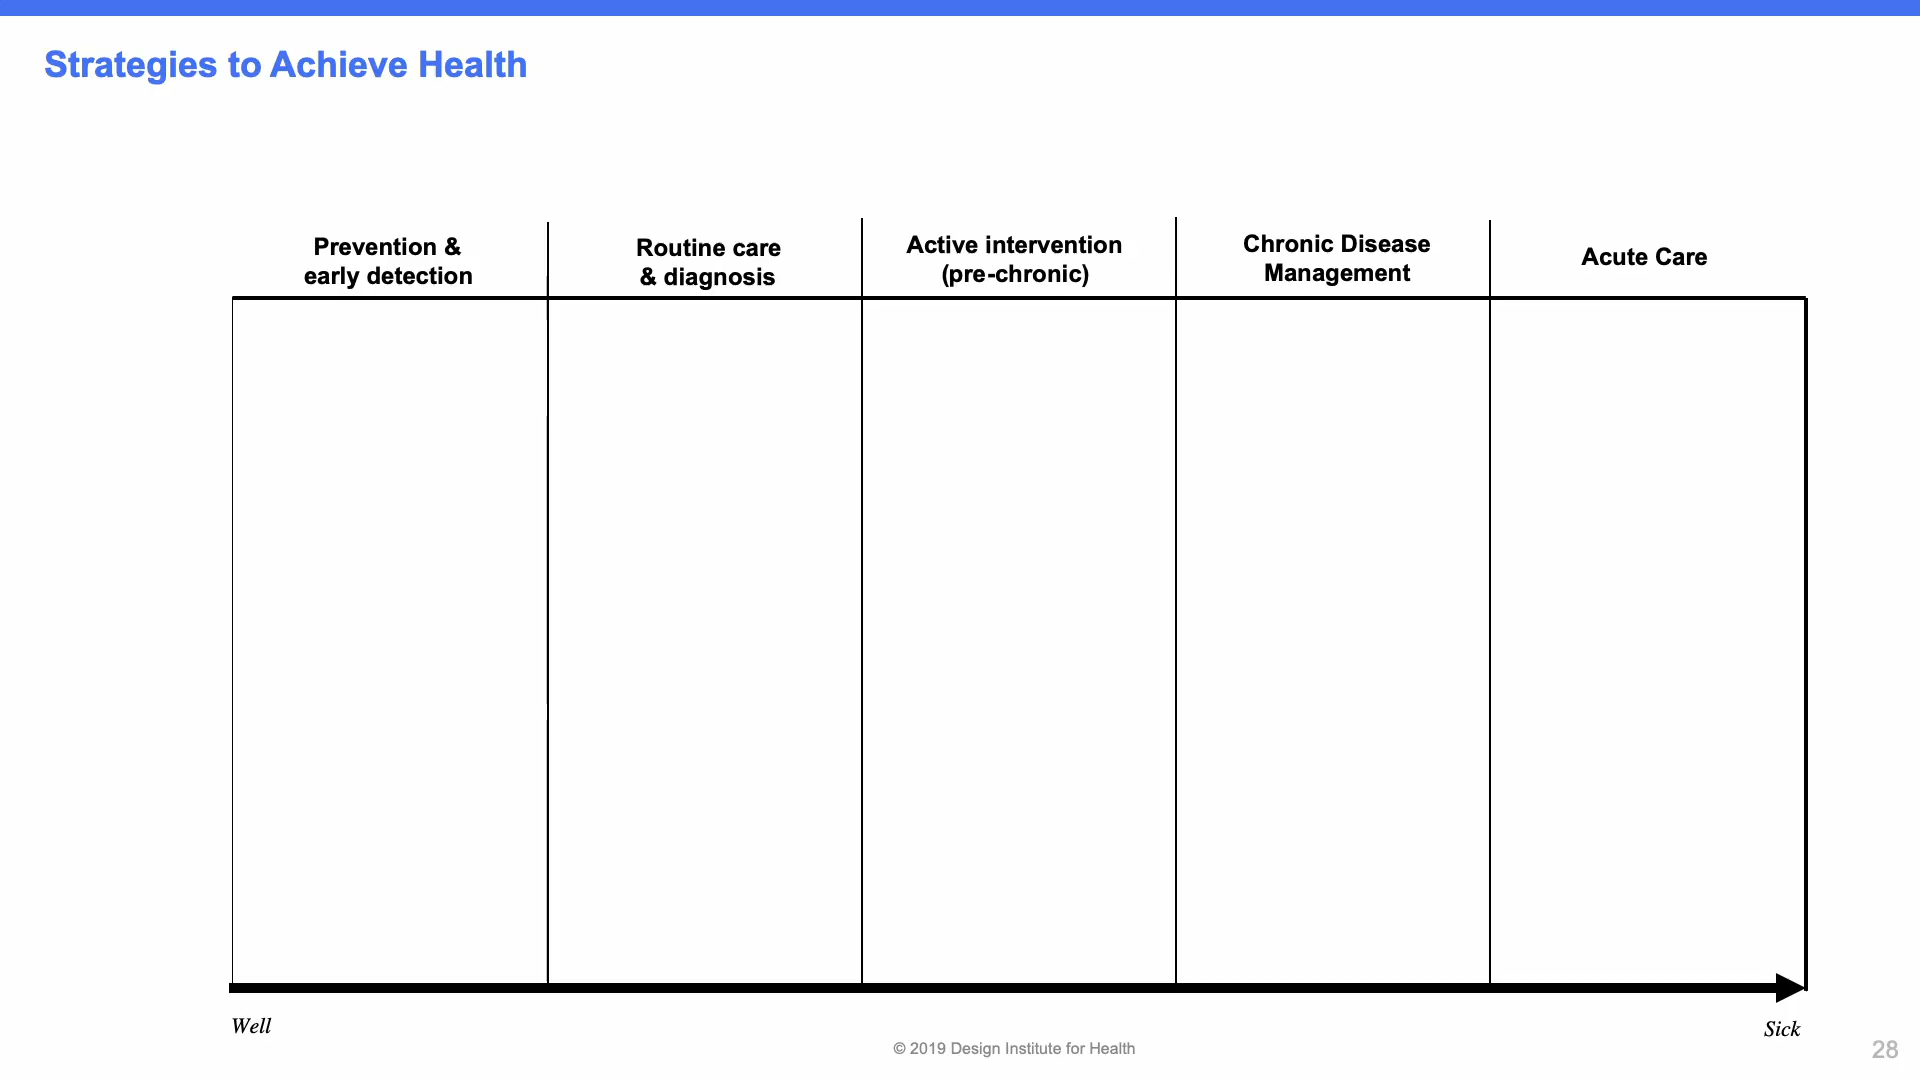 Strategies to Achieve Health
Prevention &
early detection
Routine care
& diagnosis
Active intervention
(pre-chronic)
Chronic Disease
Management
Acute Care
Well
Sick
© 2019 Design Institute for Health
28